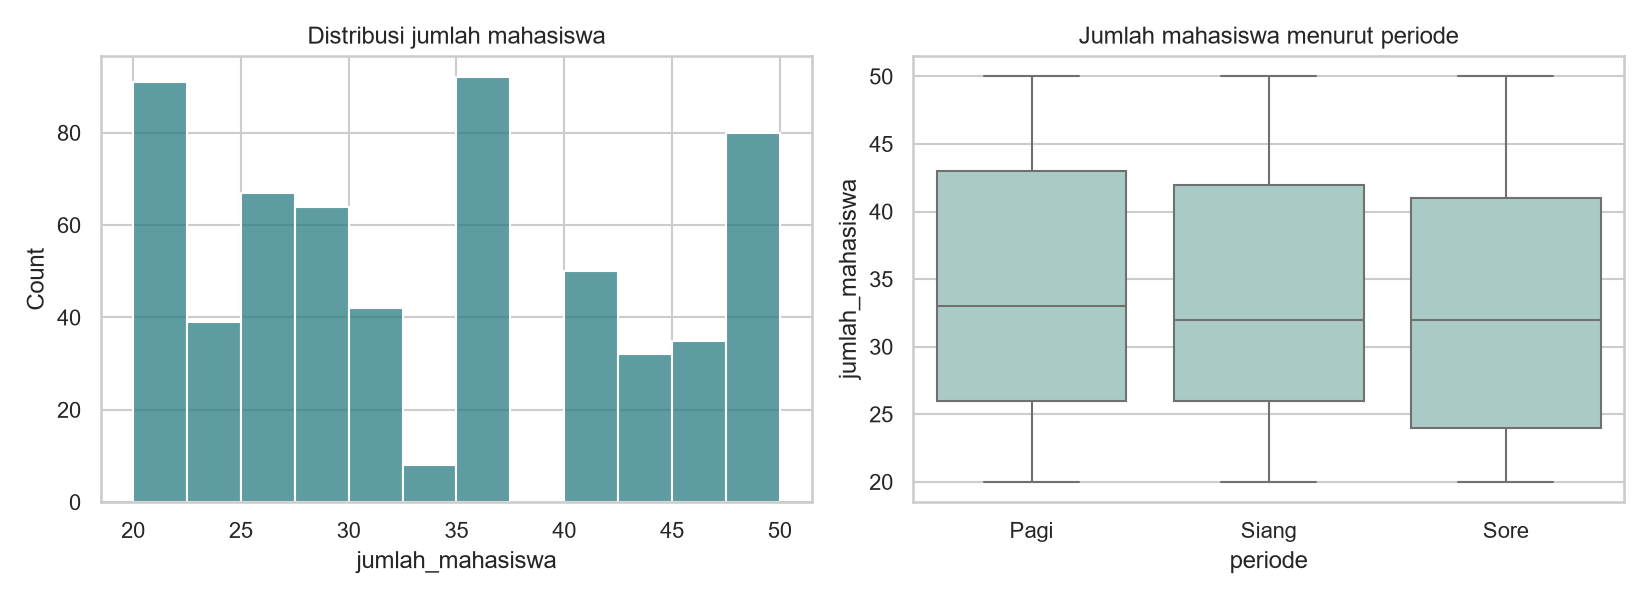 Distribusi jumlah mahasiswa
Count
80
60
40
20
0
20 25 30 35 40 45 50
jumlah_mahasiswa
Jumlah mahasiswa menurut periode
jumlah_mahasiswa
50
45
40
35
30
25
20
Pagi Siang Sore
periode